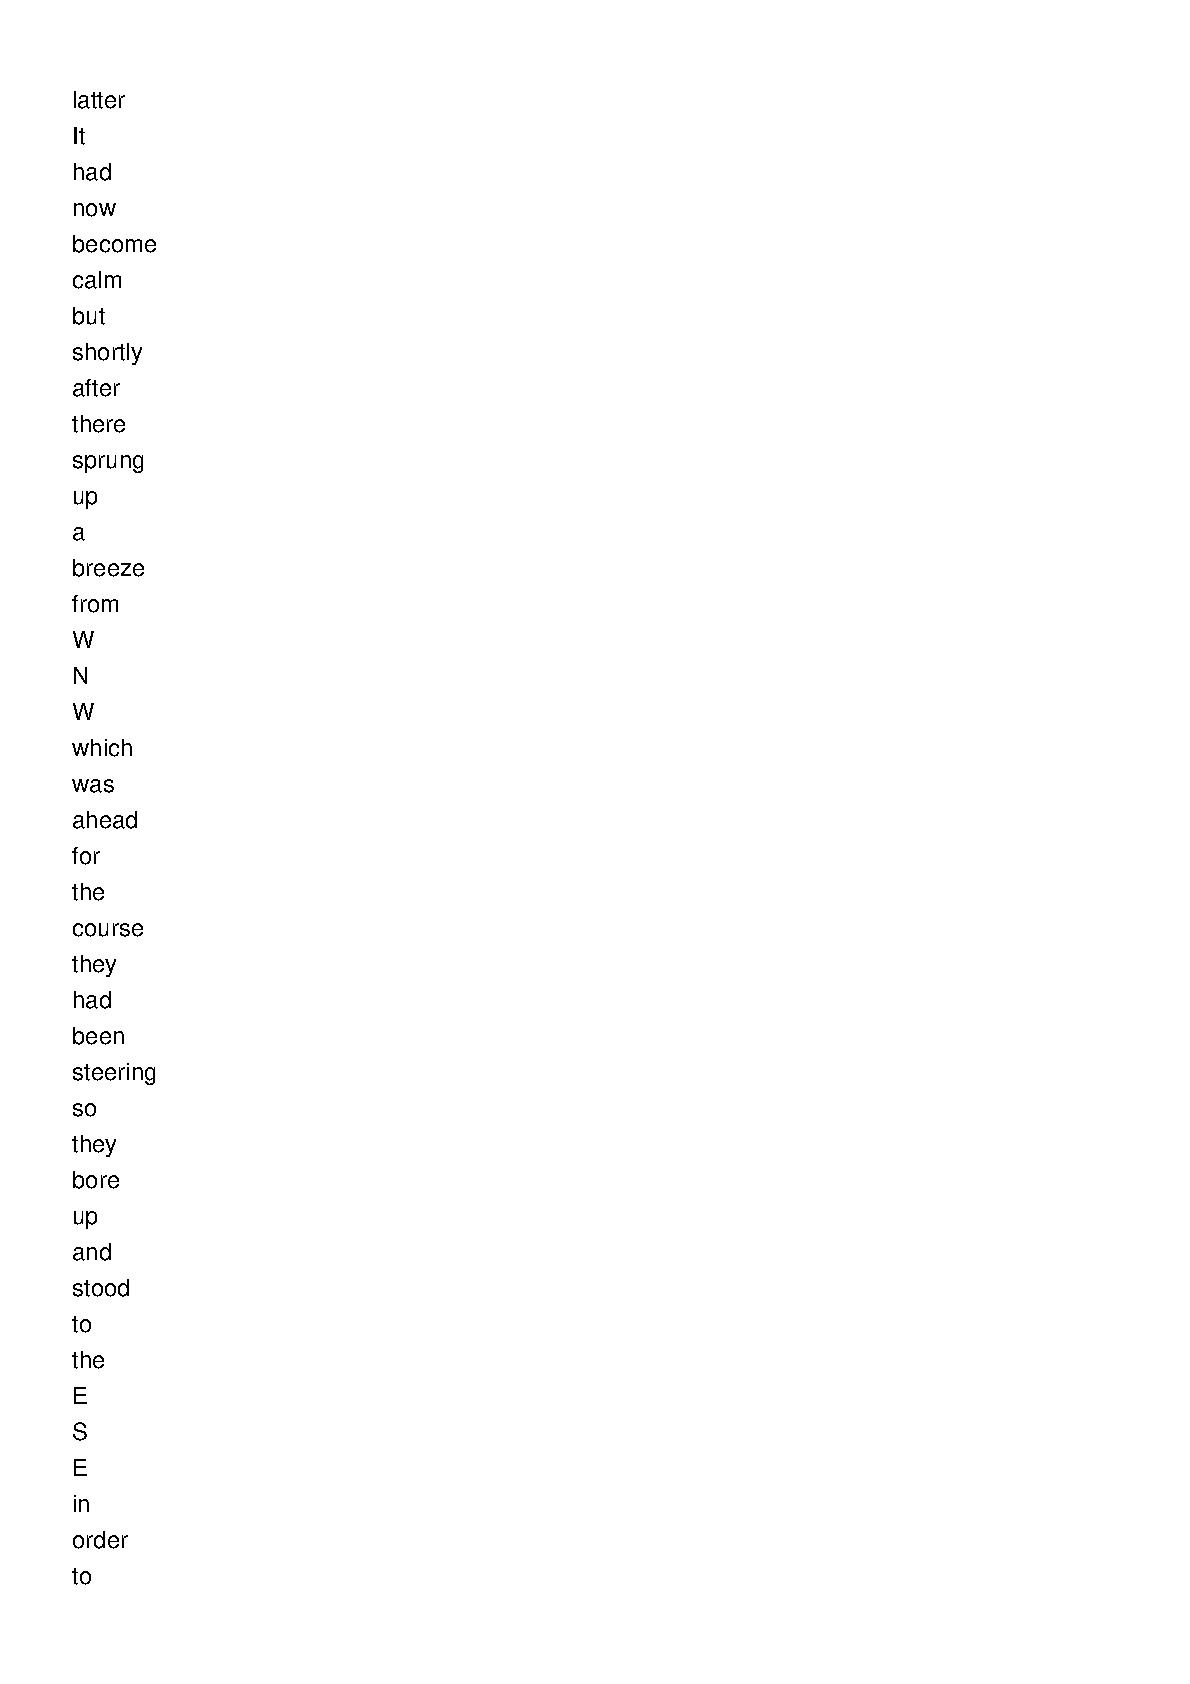 latter
It
had
now
become
calm
but
shortly
after
there
sprung
up
a
breeze
from
W
N
W
which
was
ahead
for
the
course
they
had
been
steering
so
they
bore
up
and
stood
to
the
E
S
E
in
order
to